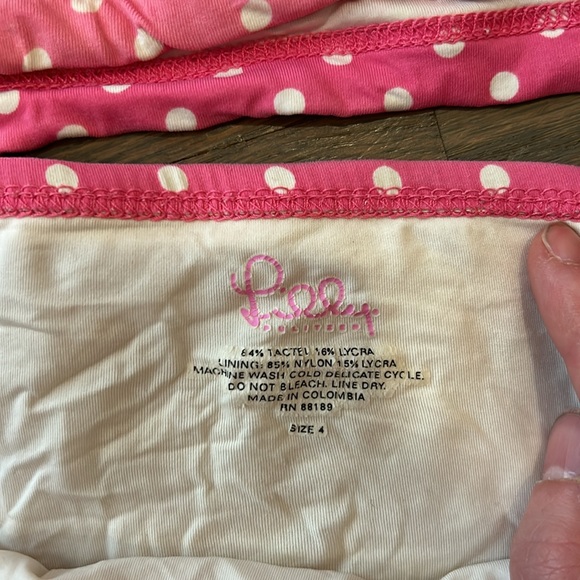 Lilly
PULITZER
84% TACTEL 16% LYCRA
LINING: 85% NYLON 15% LYCRA
MACHINE WASH COLD DELICATE CYCLE.
DO NOT BLEACH. LINE DRY.
MADE IN COLOMBIA
RN 88189
SIZE 4